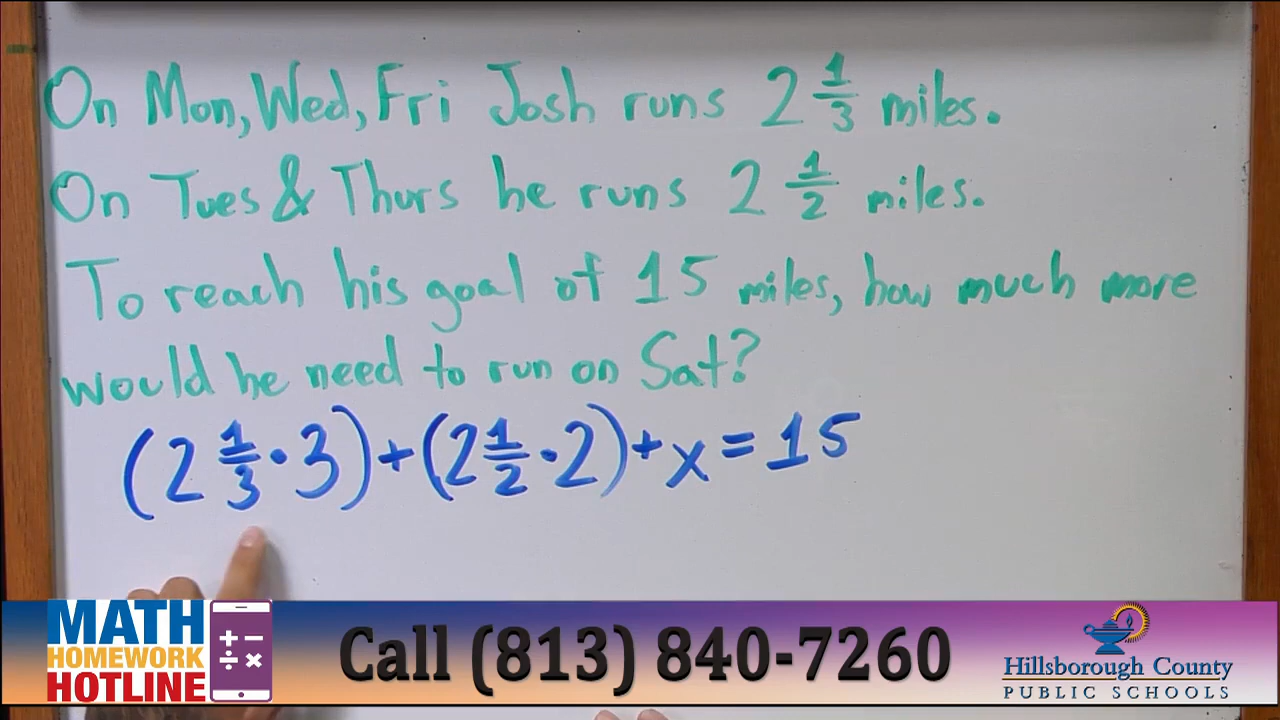 On Mon, Wed, Fri Josh runs 2 1/3 miles.
On Tues & Thurs he runs 2 1/2 miles.
To reach his goal of 15 miles, how much more
would he need to run on Sat?
(2 1/3 · 3) + (2 1/2 · 2) + x = 15
MATH
HOMEWORK
HOTLINE
+ −
÷ ×
Call (813) 840-7260
Hillsborough County
PUBLIC SCHOOLS